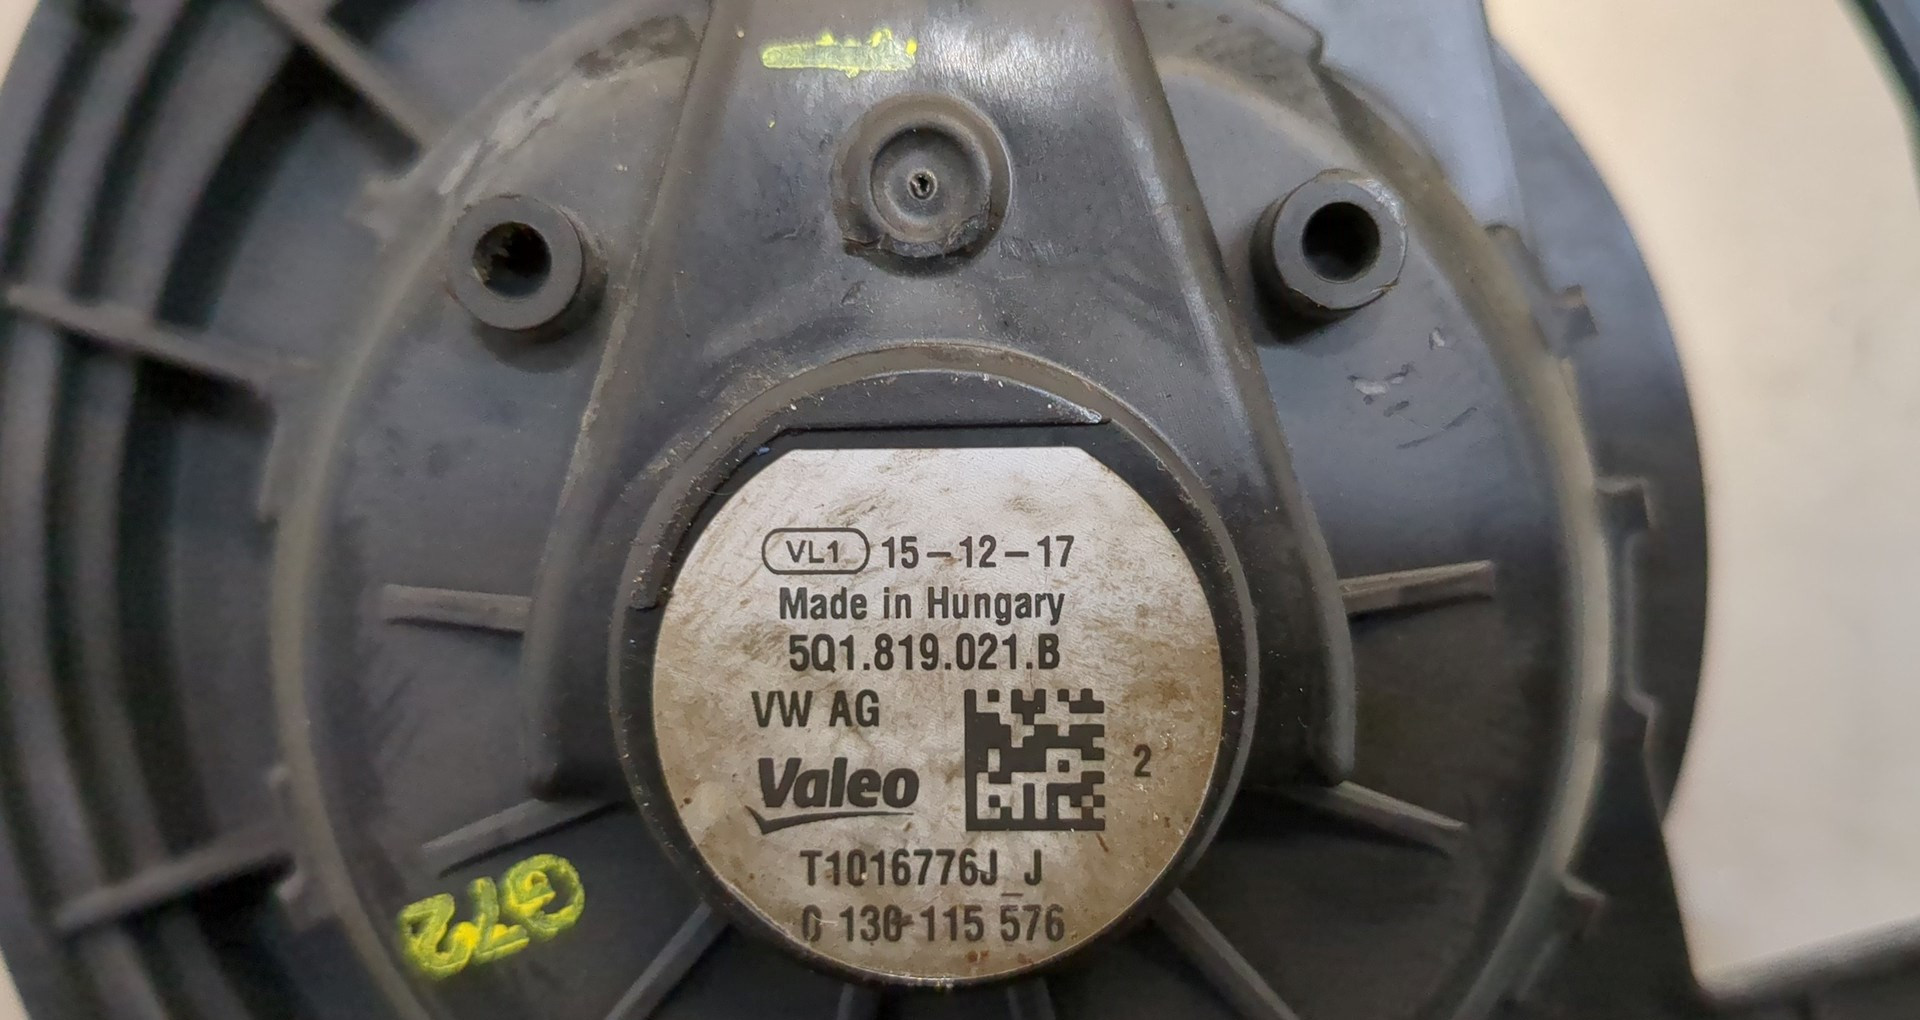 VL1 15-12-17
Made in Hungary
5Q1.819.021.B
VW AG
Valeo
2
T1016776J_J
0 130 115 576